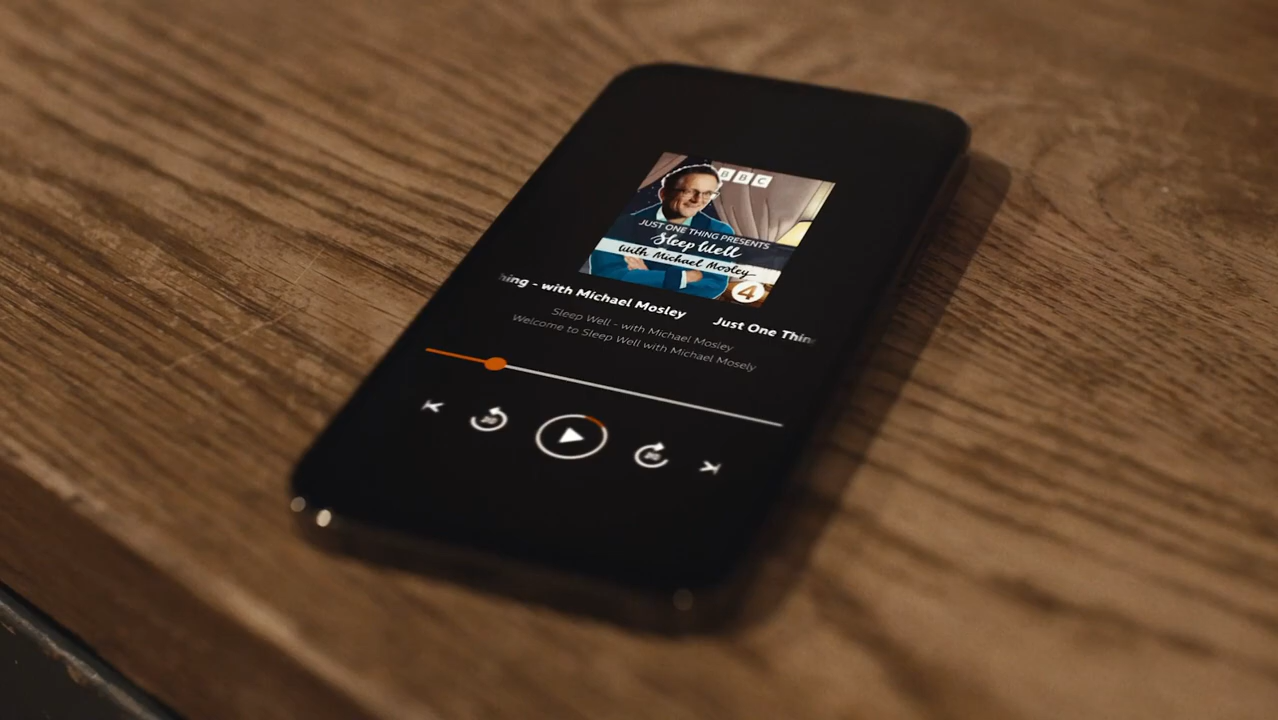 BBC
JUST ONE THING PRESENTS
Sleep Well
with Michael Mosley
4
hing - with Michael Mosley Just One Thin
Sleep Well - with Michael Mosley
Welcome to Sleep Well with Michael Mosely